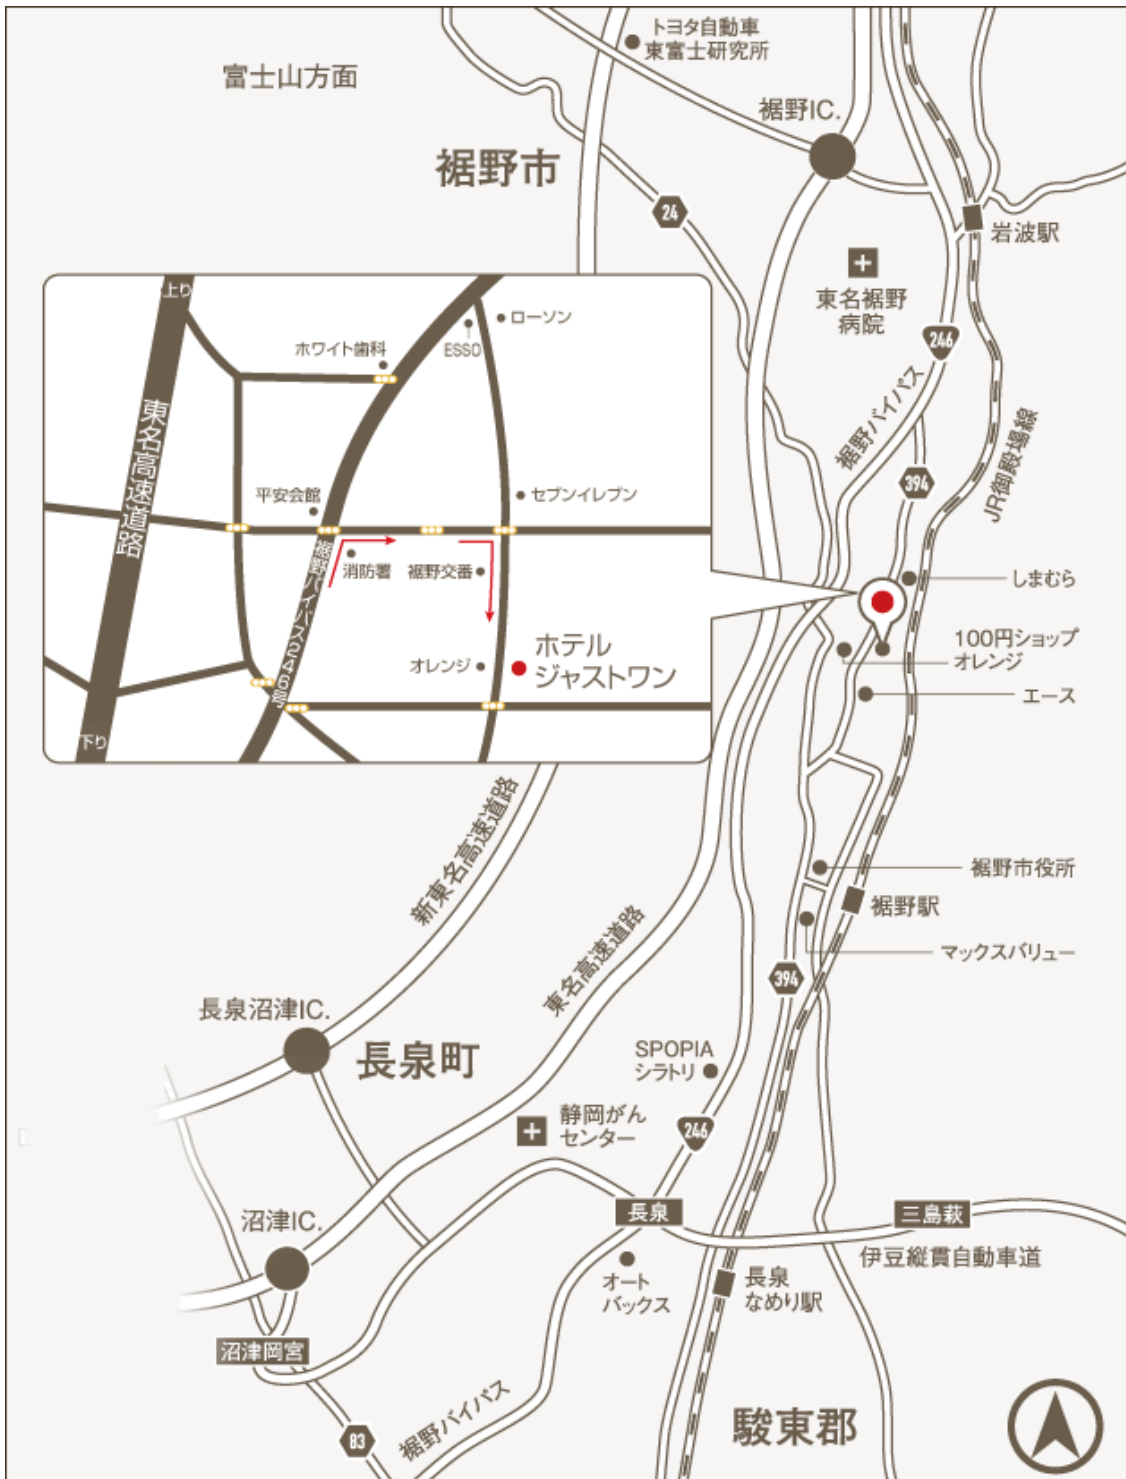 トヨタ自動車
東富士研究所
富士山方面
裾野IC.
裾野市
24
岩波駅
東名裾野
病院
246
裾野バイパス
394
JR御殿場線
上り
ローソン
ESSO
ホワイト歯科
東名高速道路
平安会館
セブンイレブン
消防署
裾野交番
裾野バイパス246号
オレンジ
ホテル
ジャストワン
下り
しまむら
100円ショップ
オレンジ
エース
新東名高速道路
裾野市役所
裾野駅
東名高速道路
マックスバリュー
394
長泉沼津IC.
長泉町
SPOPIA
シラトリ
静岡がん
センター
246
沼津IC.
長泉
三島萩
伊豆縦貫自動車道
オート
バックス
長泉
なめり駅
沼津岡宮
裾野バイパス
83
駿東郡